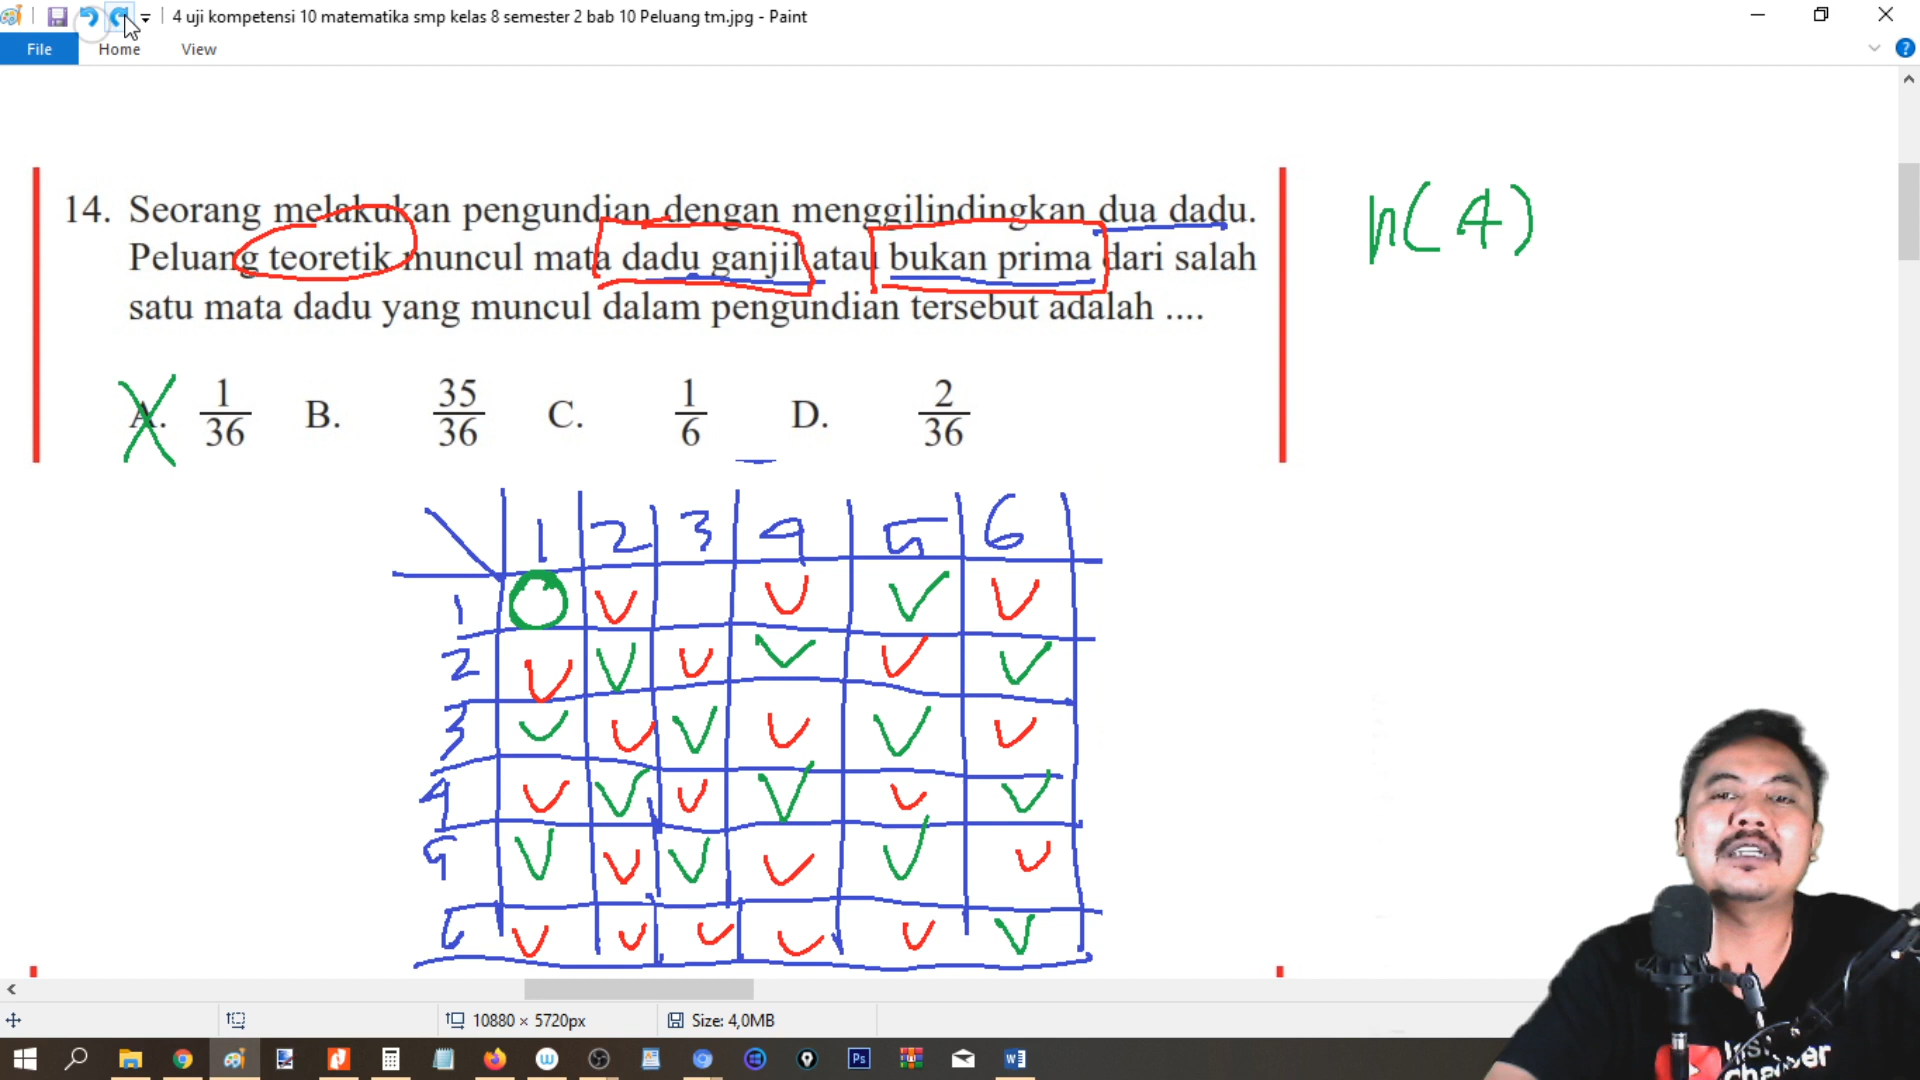 4 uji kompetensi 10 matematika smp kelas 8 semester 2 bab 10 Peluang tm.jpg - Paint
File Home View
14. Seorang melakukan pengundian dengan menggilindingkan dua dadu.
Peluang teoretik muncul mata dadu ganjil atau bukan prima dari salah
satu mata dadu yang muncul dalam pengundian tersebut adalah ....
n(4)
A. 1/36 B. 35/36 C. 1/6 D. 2/36
1 2 3 4 5 6
1
2
3
4
5
6
10880 × 5720px Size: 4,0MB
Ps